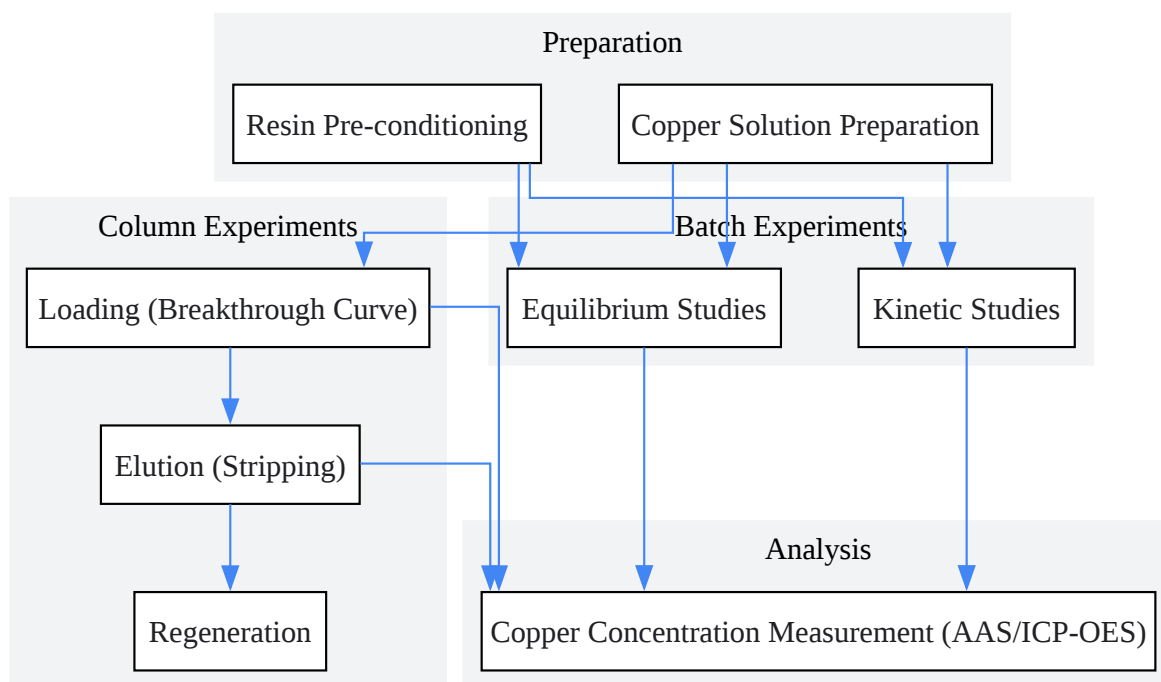 Preparation
Resin Pre-conditioning
Copper Solution Preparation
Column Experiments
Batch Experiments
Loading (Breakthrough Curve)
Equilibrium Studies
Kinetic Studies
Elution (Stripping)
Analysis
Regeneration
Copper Concentration Measurement (AAS/ICP-OES)